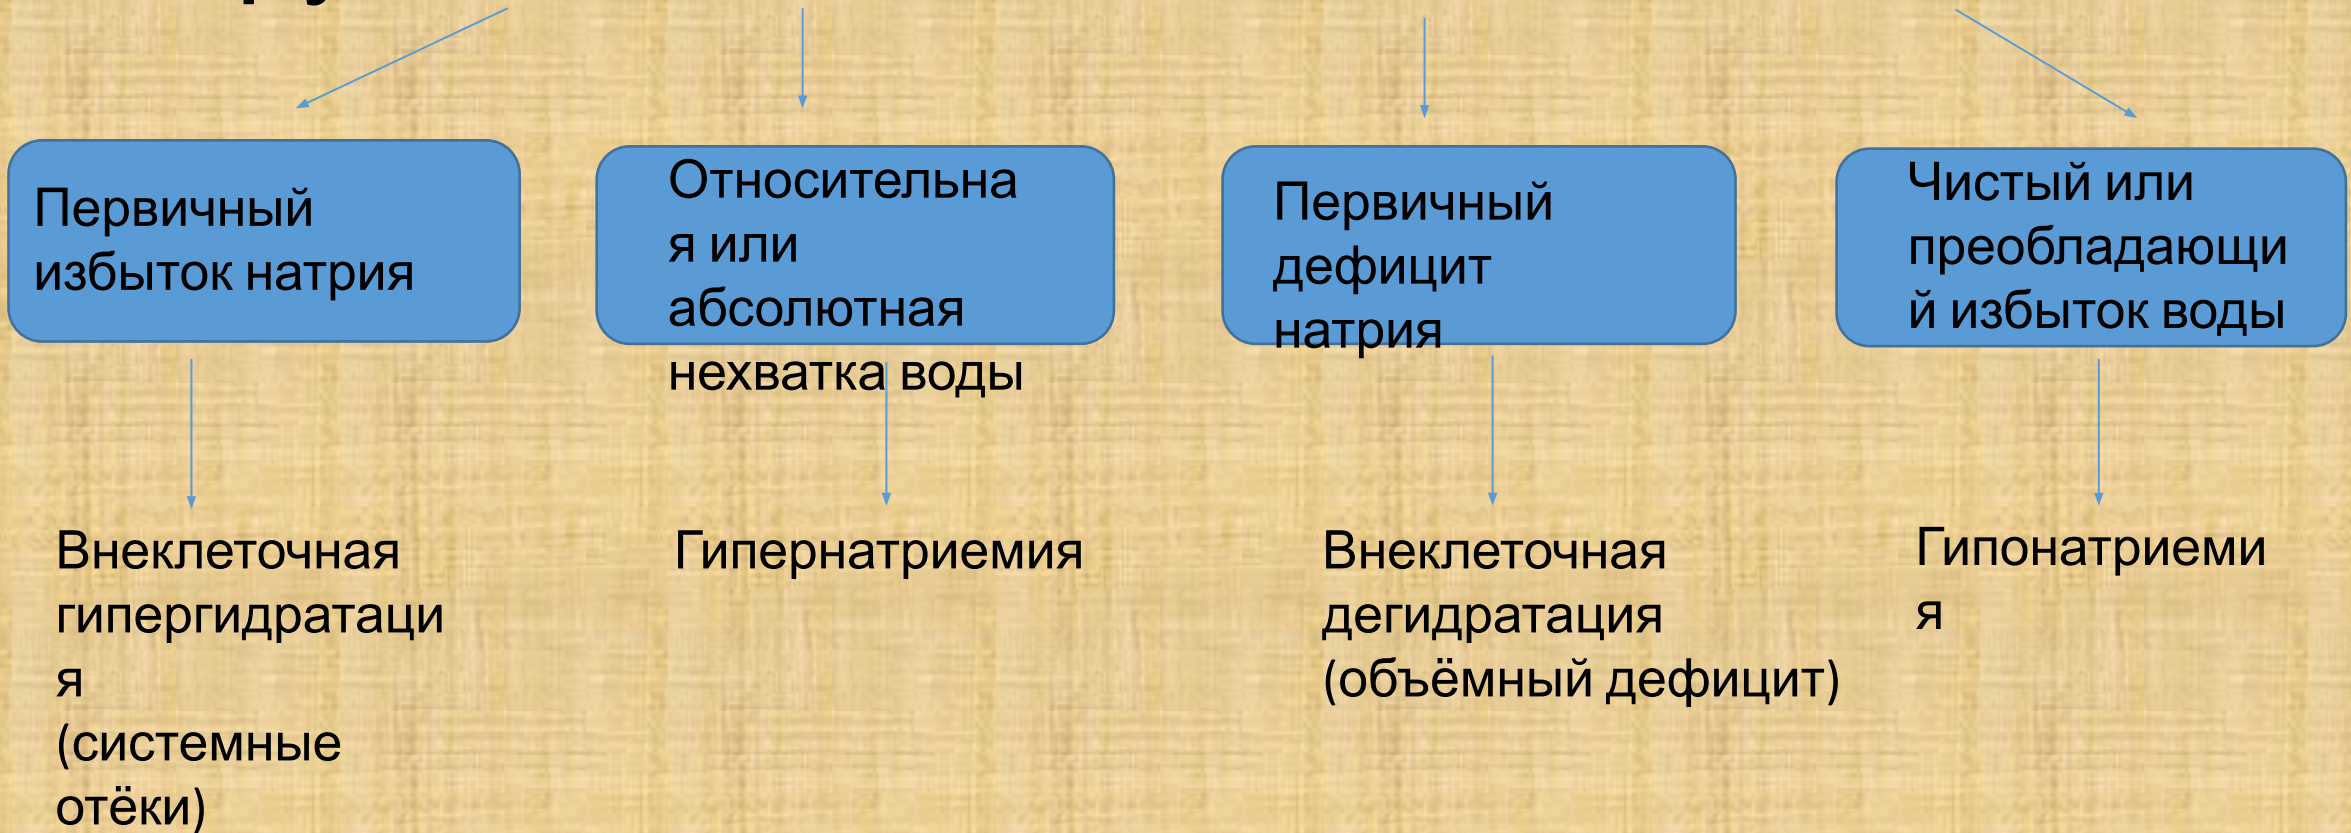 Первичный
избыток натрия
Относительна
я или
абсолютная
нехватка воды
Первичный
дефицит
натрия
Чистый или
преобладающи
й избыток воды
Внеклеточная
гипергидратаци
я
(системные
отёки)
Гипернатриемия
Внеклеточная
дегидратация
(объёмный дефицит)
Гипонатриеми
я